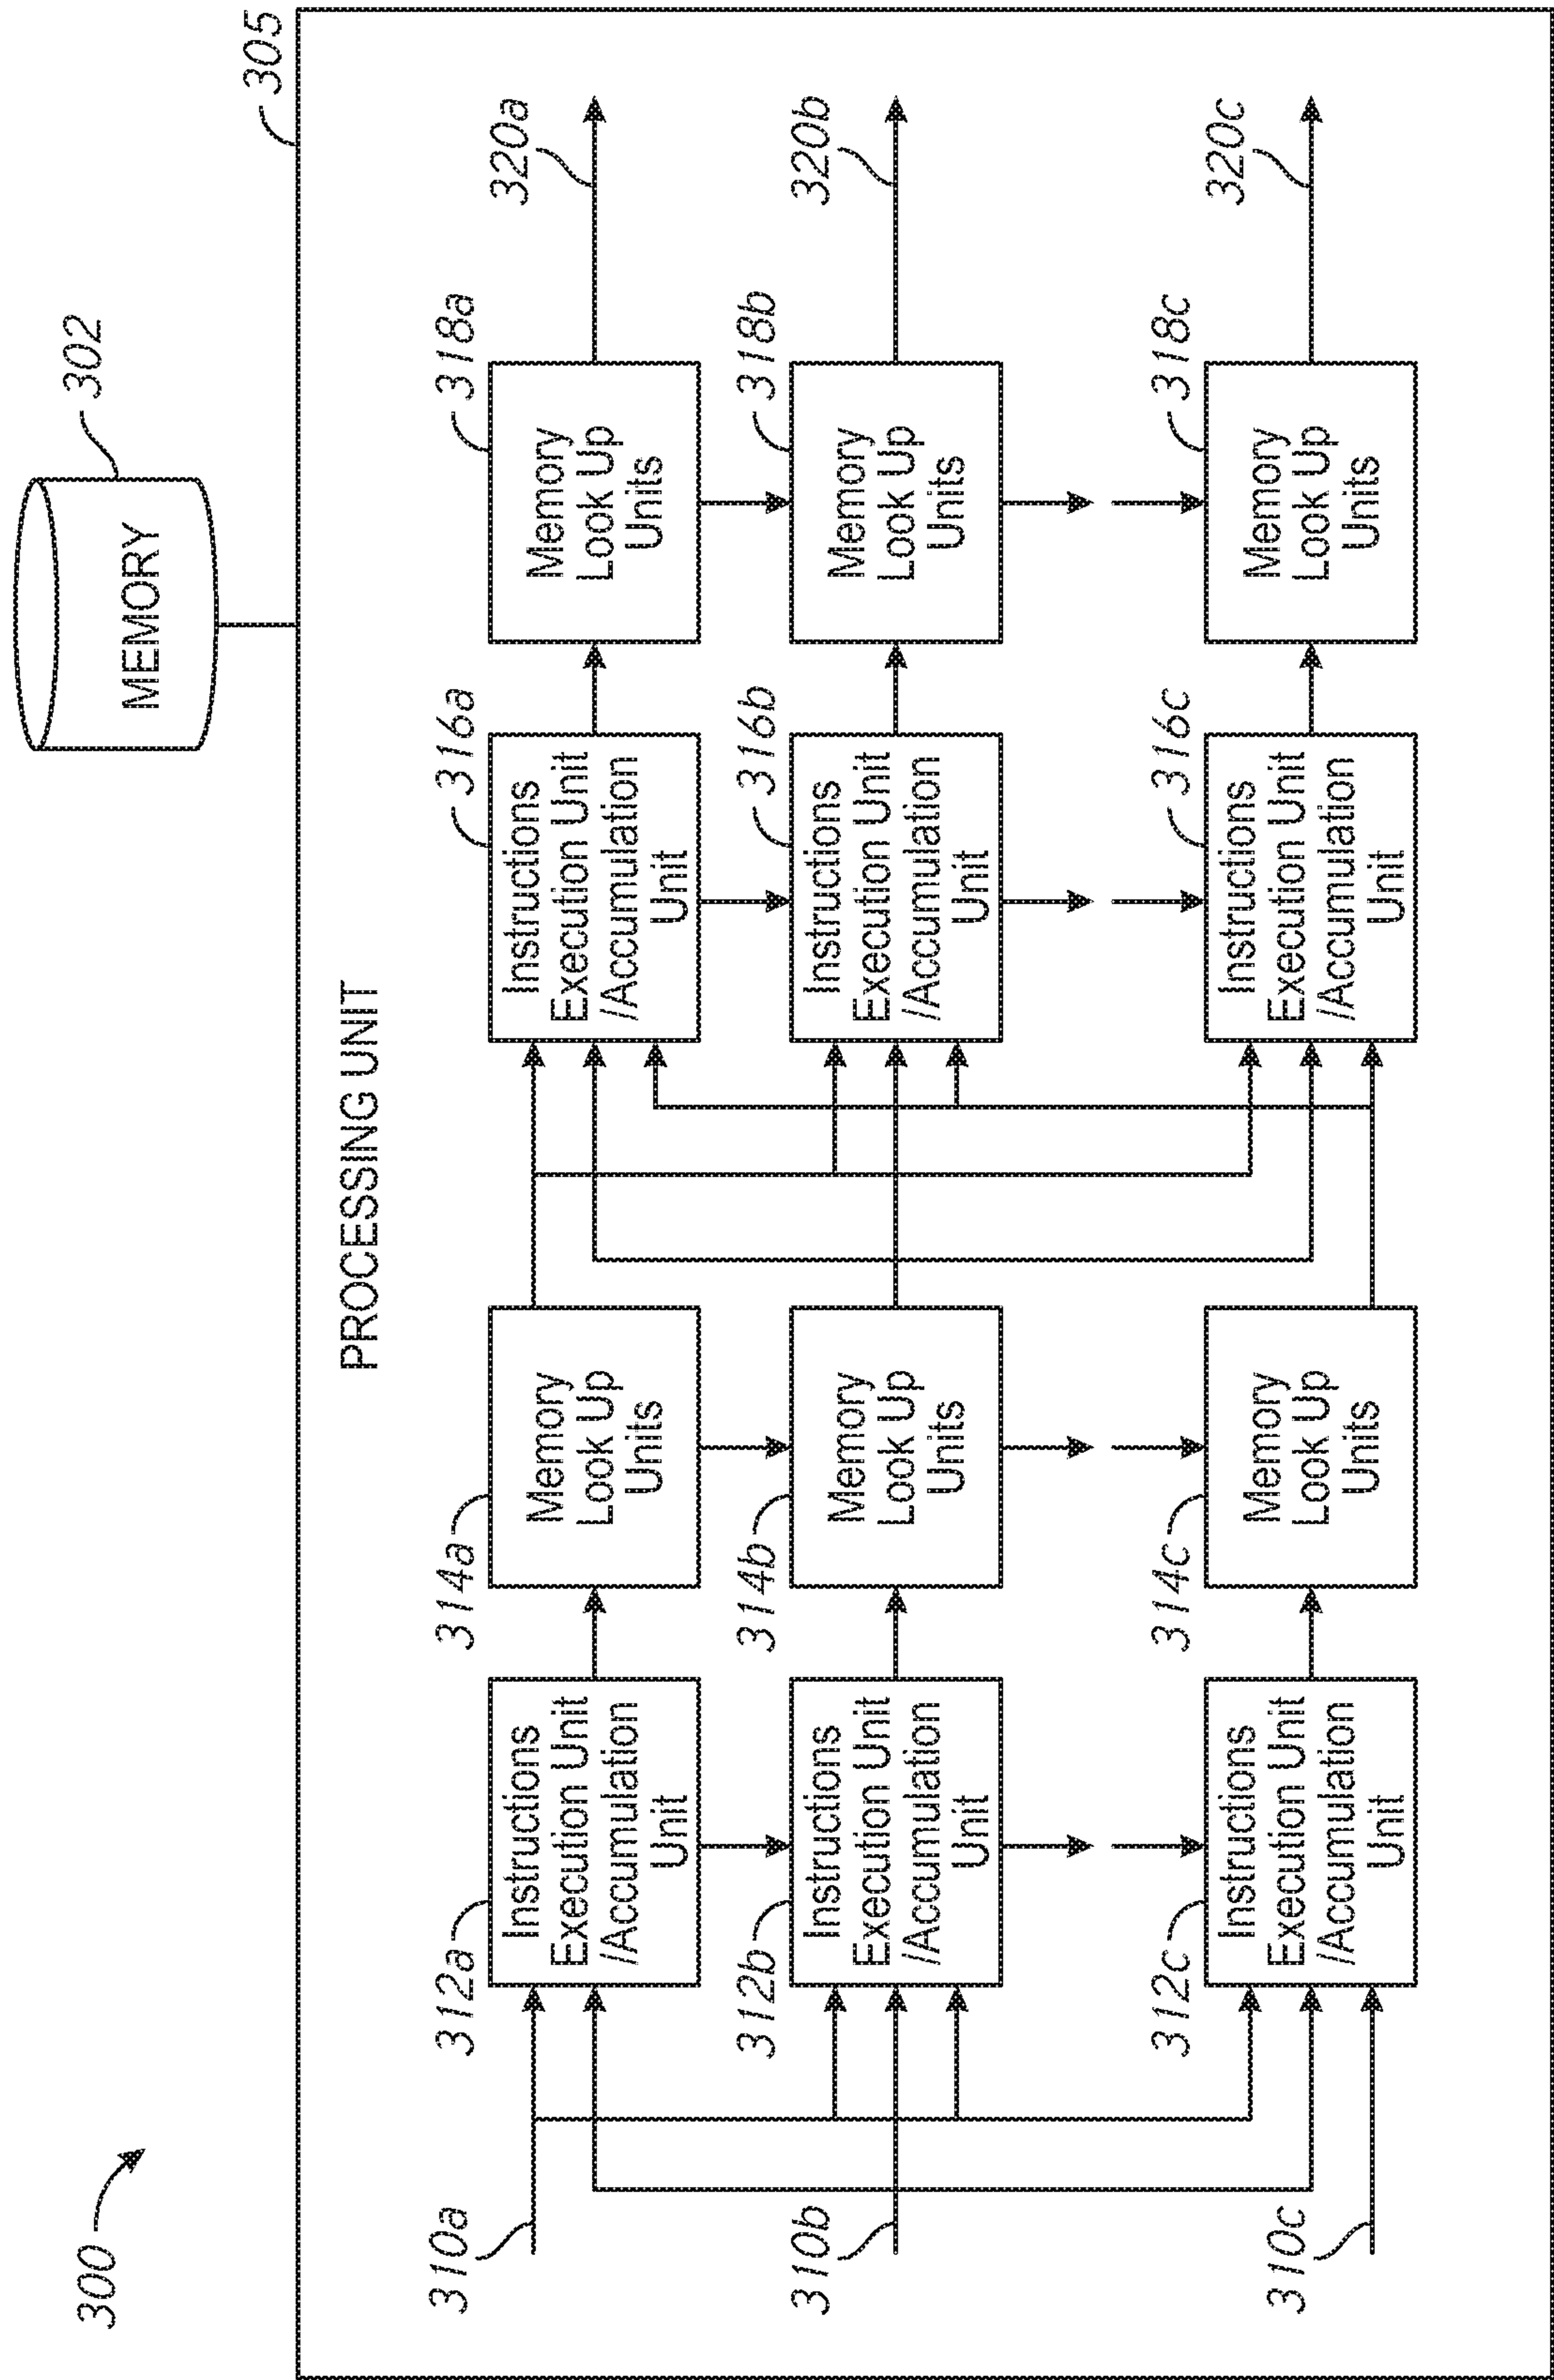 300
MEMORY
302
305
PROCESSING UNIT
310a
312a
Instructions
Execution Unit
/Accumulation
Unit
314a
Memory
Look Up
Units
316a
Instructions
Execution Unit
/Accumulation
Unit
318a
Memory
Look Up
Units
320a
310b
312b
Instructions
Execution Unit
/Accumulation
Unit
314b
Memory
Look Up
Units
316b
Instructions
Execution Unit
/Accumulation
Unit
318b
Memory
Look Up
Units
320b
310c
312c
Instructions
Execution Unit
/Accumulation
Unit
314c
Memory
Look Up
Units
316c
Instructions
Execution Unit
/Accumulation
Unit
318c
Memory
Look Up
Units
320c